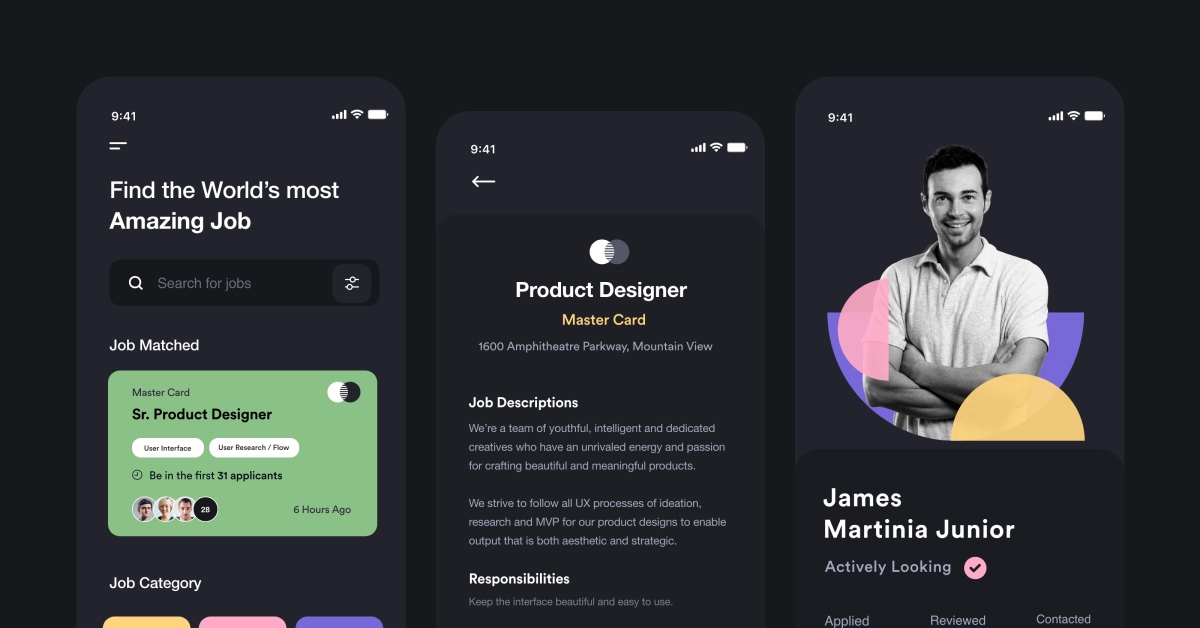 9:41
Find the World's most
Amazing Job
Search for jobs
Job Matched
Master Card
Sr. Product Designer
User Interface
User Research / Flow
Be in the first 31 applicants
28
6 Hours Ago
Job Category
9:41
Product Designer
Master Card
1600 Amphitheatre Parkway, Mountain View
Job Descriptions
We're a team of youthful, intelligent and dedicated
creatives who have an unrivaled energy and passion
for crafting beautiful and meaningful products.
We strive to follow all UX processes of ideation,
research and MVP for our product designs to enable
output that is both aesthetic and strategic.
Responsibilities
Keep the interface beautiful and easy to use.
9:41
James
Martinia Junior
Actively Looking
Applied
Reviewed
Contacted